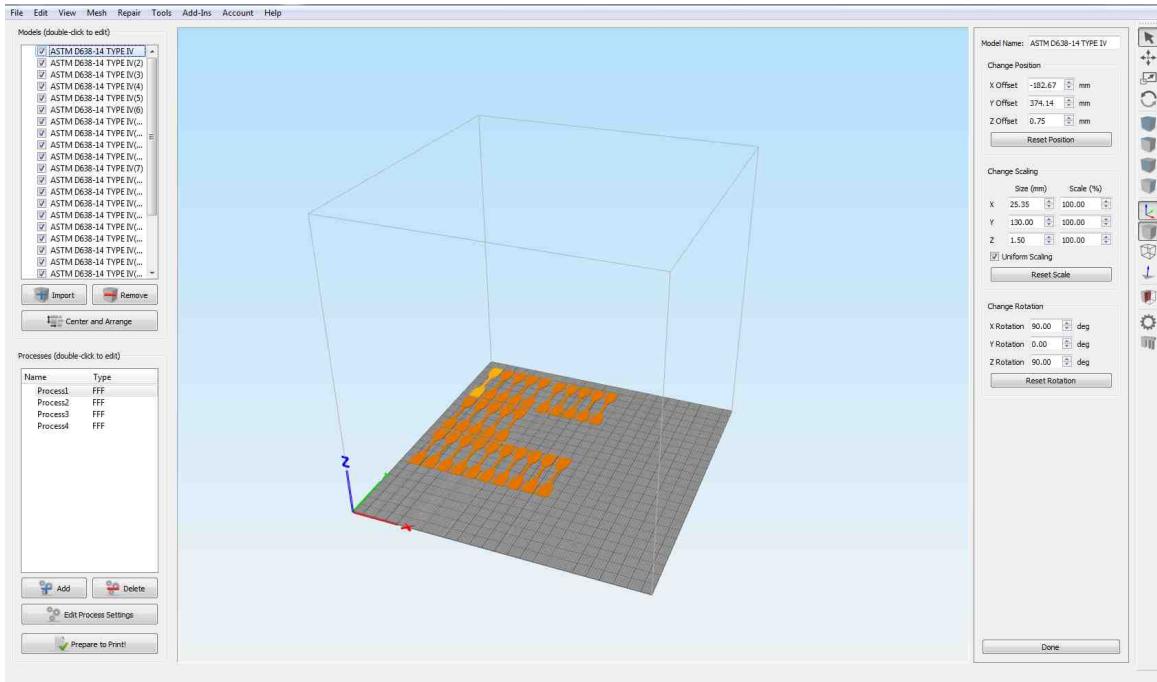 File Edit View Mesh Repair Tools Add-Ins Account Help
Models (double-click to edit)
ASTM D638-14 TYPE IV
ASTM D638-14 TYPE IV(2)
ASTM D638-14 TYPE IV(3)
ASTM D638-14 TYPE IV(4)
ASTM D638-14 TYPE IV(5)
ASTM D638-14 TYPE IV(6)
ASTM D638-14 TYPE IV(...
ASTM D638-14 TYPE IV(...
ASTM D638-14 TYPE IV(...
ASTM D638-14 TYPE IV(...
ASTM D638-14 TYPE IV(7)
ASTM D638-14 TYPE IV(...
ASTM D638-14 TYPE IV(...
ASTM D638-14 TYPE IV(...
ASTM D638-14 TYPE IV(...
ASTM D638-14 TYPE IV(...
ASTM D638-14 TYPE IV(...
ASTM D638-14 TYPE IV(...
ASTM D638-14 TYPE IV(...
ASTM D638-14 TYPE IV(...
Import Remove
Center and Arrange
Processes (double-click to edit)
Name Type
Process1 FFF
Process2 FFF
Process3 FFF
Process4 FFF
Add Delete
Edit Process Settings
Prepare to Print!
Z
X
Model Name: ASTM D638-14 TYPE IV
Change Position
X Offset -182.67 mm
Y Offset 374.14 mm
Z Offset 0.75 mm
Reset Position
Change Scaling
Size (mm) Scale (%)
X 25.35 100.00
Y 130.00 100.00
Z 1.50 100.00
Uniform Scaling
Reset Scale
Change Rotation
X Rotation 90.00 deg
Y Rotation 0.00 deg
Z Rotation 90.00 deg
Reset Rotation
Done